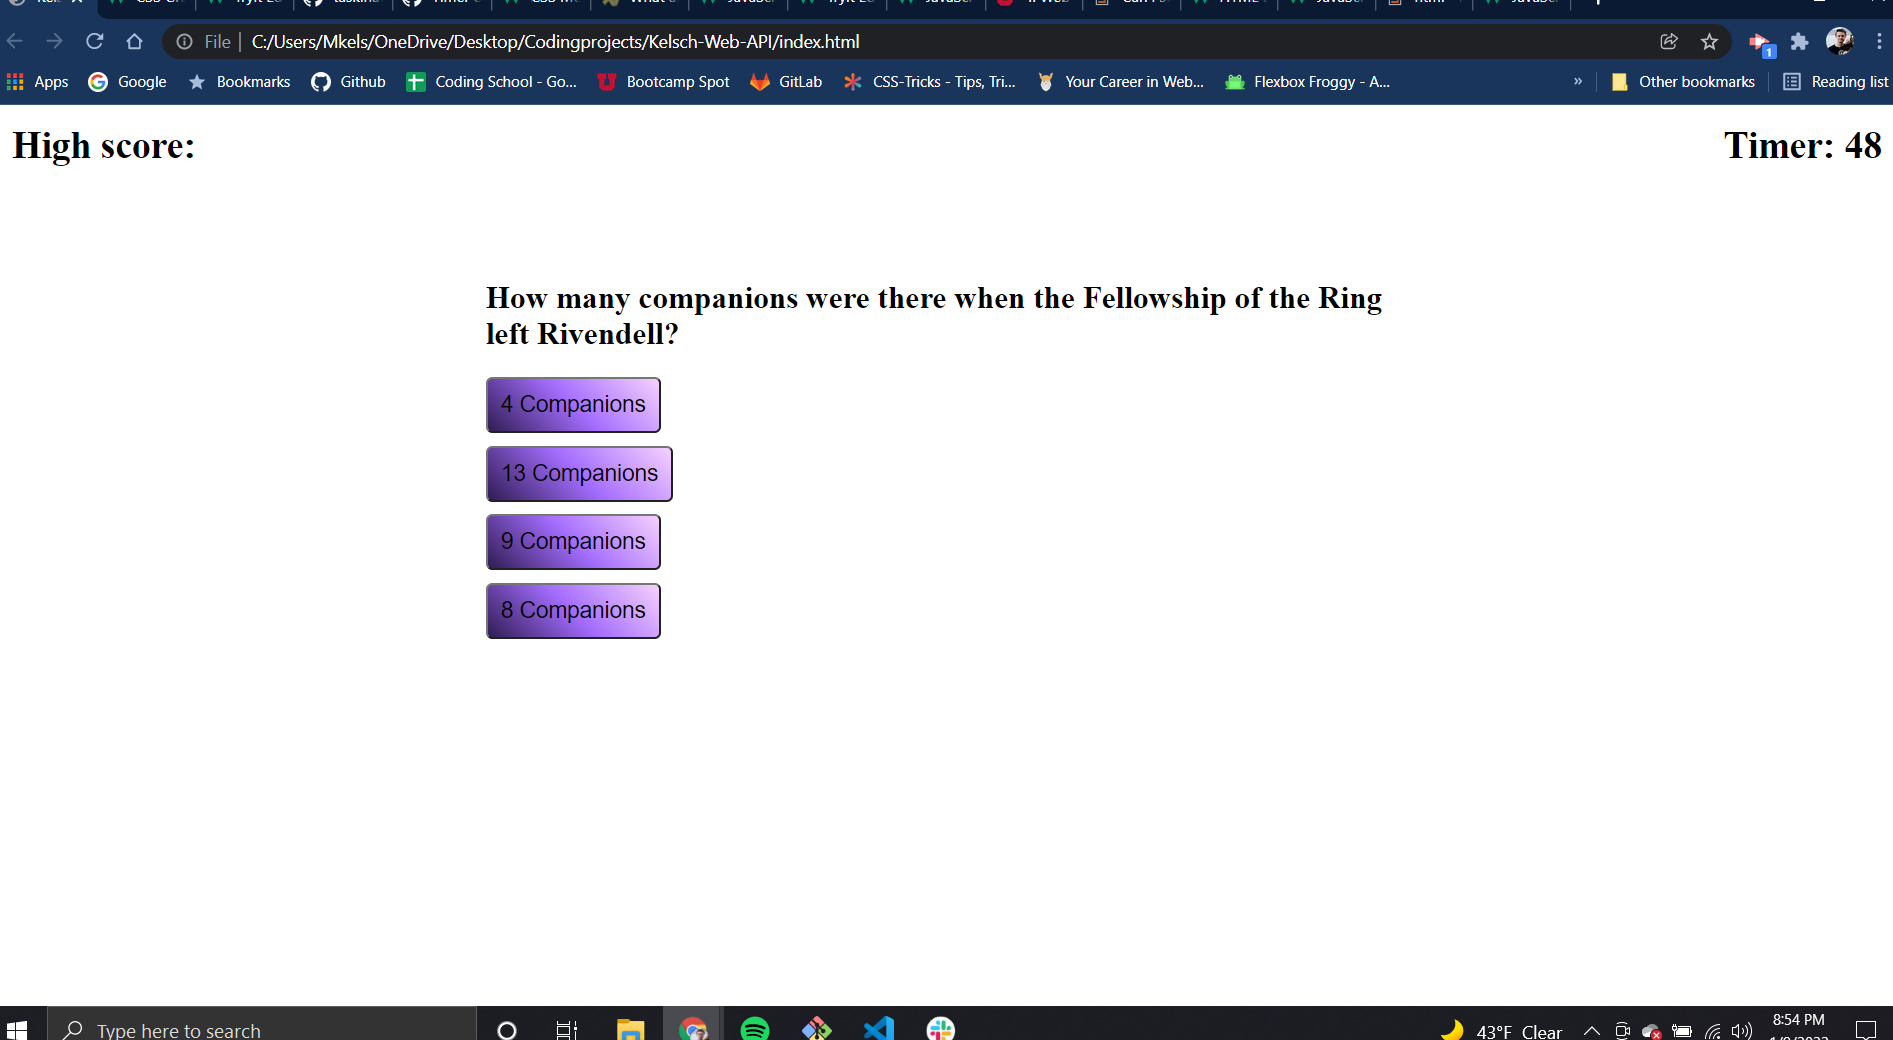 File | C:/Users/Mkels/OneDrive/Desktop/Codingprojects/Kelsch-Web-API/index.html
1
Apps Google Bookmarks Github Coding School - Go... Bootcamp Spot GitLab CSS-Tricks - Tips, Tri... Your Career in Web... Flexbox Froggy - A... » Other bookmarks Reading list
High score: Timer: 48
How many companions were there when the Fellowship of the Ring
left Rivendell?
4 Companions
13 Companions
9 Companions
8 Companions
Type here to search 43°F Clear 8:54 PM